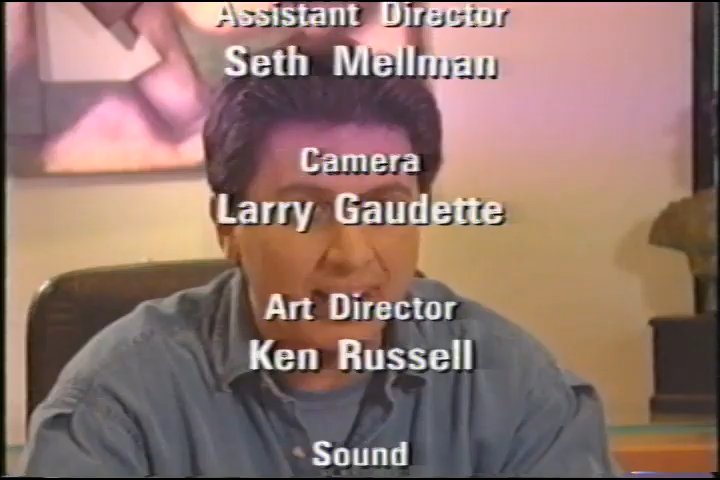 Assistant Director
Seth Mellman
Camera
Larry Gaudette
Art Director
Ken Russell
Sound